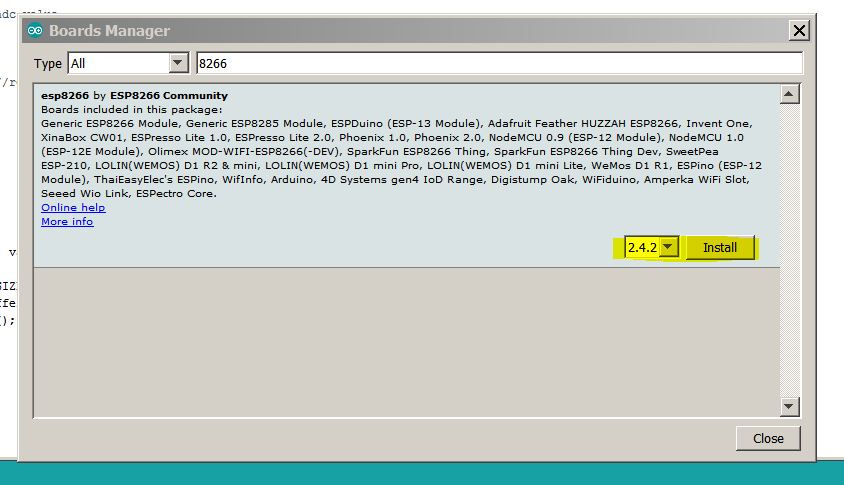 Boards Manager
Type All 8266
esp8266 by ESP8266 Community
Boards included in this package:
Generic ESP8266 Module, Generic ESP8285 Module, ESPDuino (ESP-13 Module), Adafruit Feather HUZZAH ESP8266, Invent One,
XinaBox CW01, ESPresso Lite 1.0, ESPresso Lite 2.0, Phoenix 1.0, Phoenix 2.0, NodeMCU 0.9 (ESP-12 Module), NodeMCU 1.0
(ESP-12E Module), Olimex MOD-WIFI-ESP8266(-DEV), SparkFun ESP8266 Thing, SparkFun ESP8266 Thing Dev, SweetPea
ESP-210, LOLIN(WEMOS) D1 R2 & mini, LOLIN(WEMOS) D1 mini Pro, LOLIN(WEMOS) D1 mini Lite, WeMos D1 R1, ESPino (ESP-12
Module), ThaiEasyElec's ESPino, WifInfo, Arduino, 4D Systems gen4 IoD Range, Digistump Oak, WiFiduino, Amperka WiFi Slot,
Seeed Wio Link, ESPectro Core.
Online help
More info
2.4.2 Install
Close